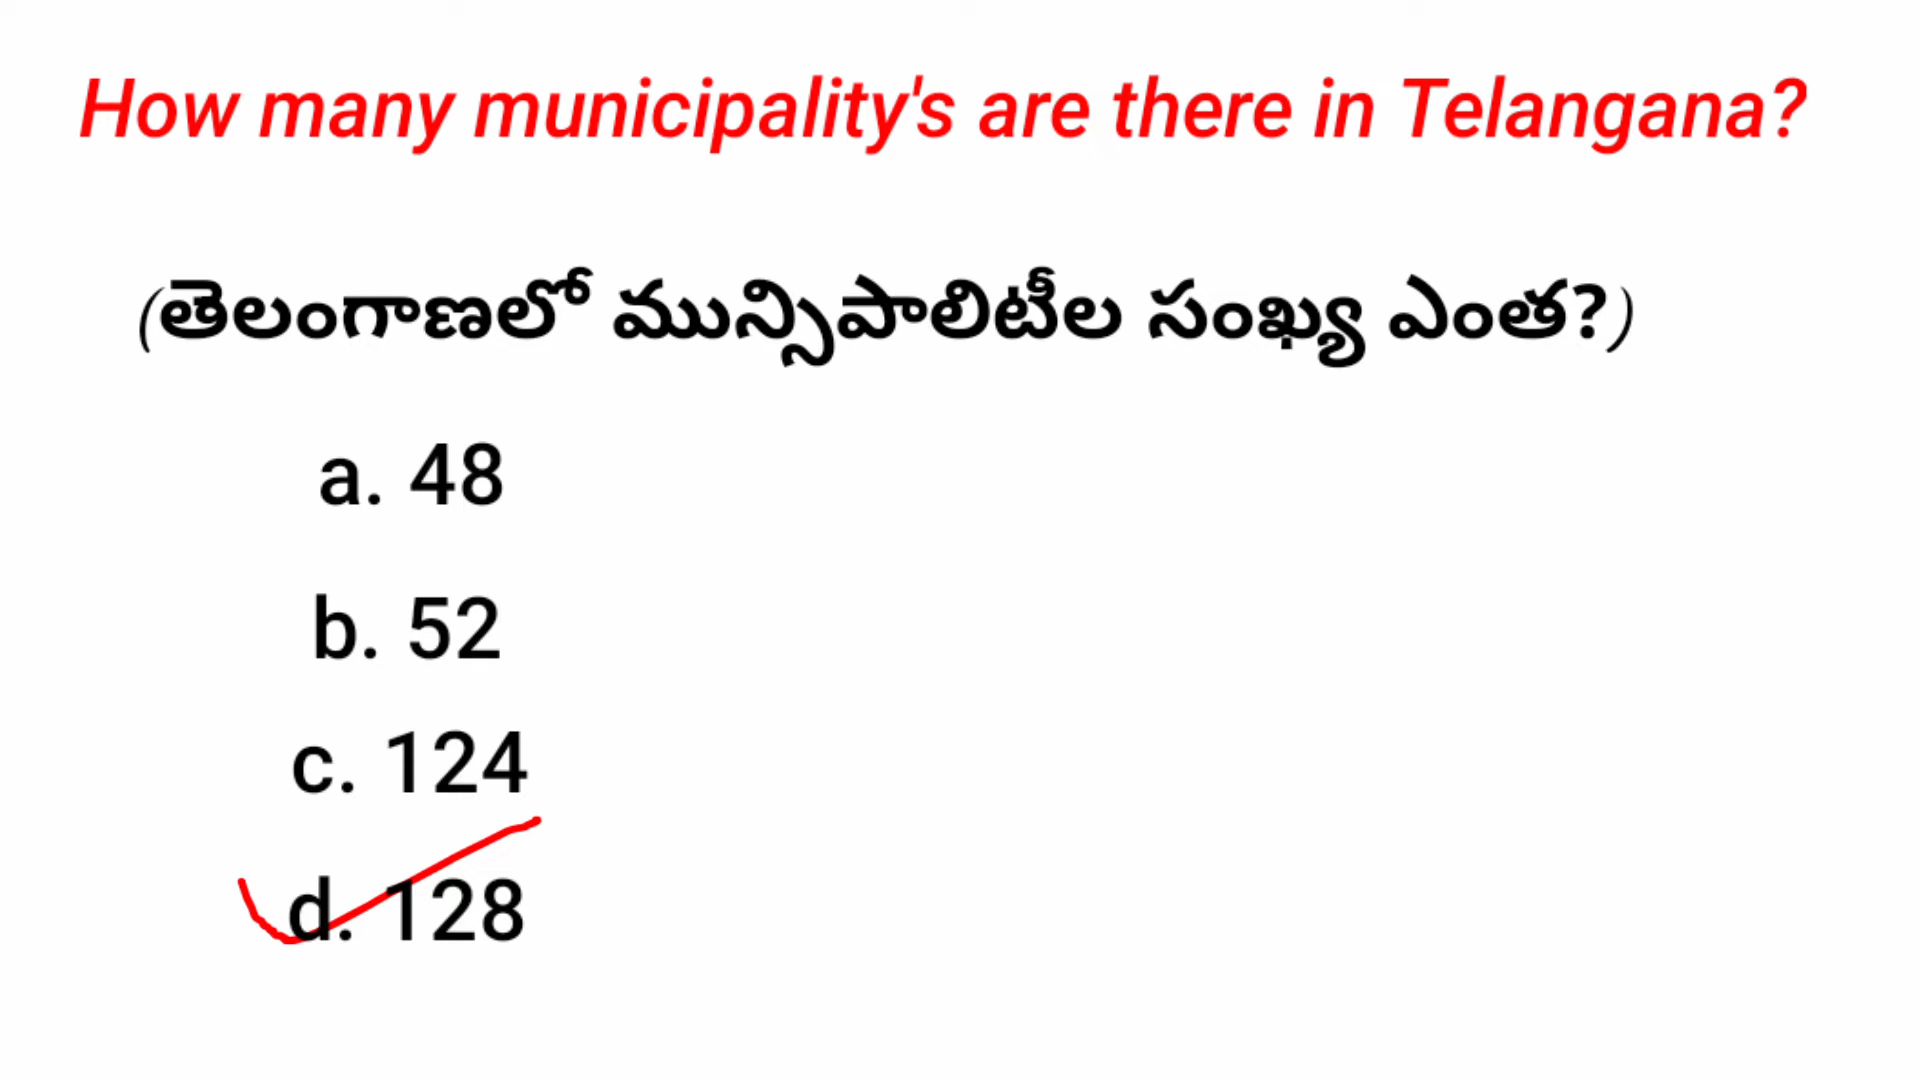 How many municipality's are there in Telangana?
(తెలంగాణలో మున్సిపాలిటీల సంఖ్య ఎంత?)
a. 48
b. 52
c. 124
d. 128